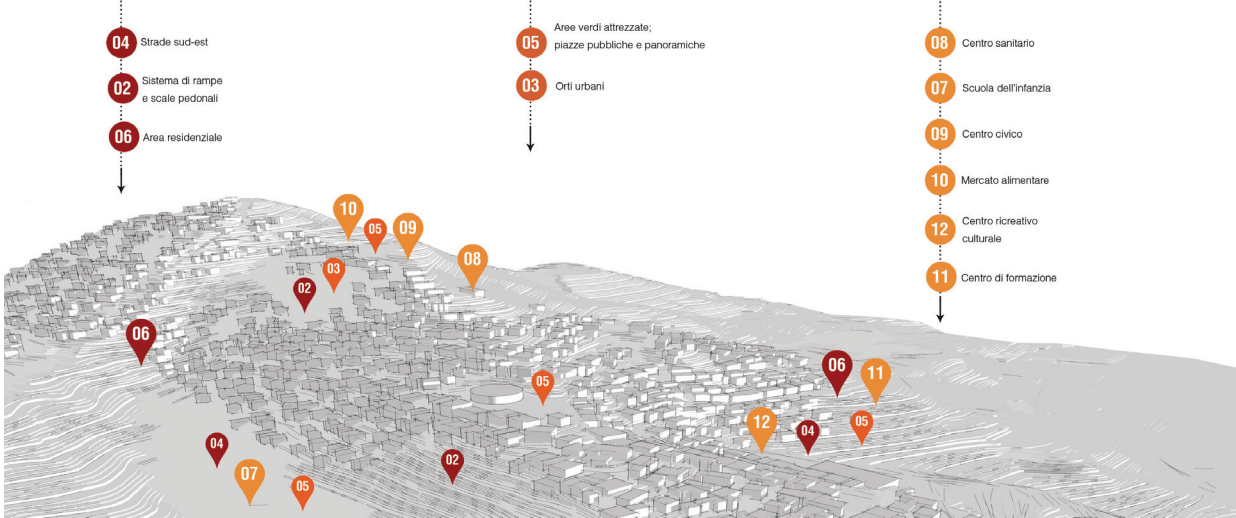 04 Strade sud-est
02 Sistema di rampe
e scale pedonali
06 Area residenziale
05 Aree verdi attrezzate;
piazze pubbliche e panoramiche
03 Orti urbani
08 Centro sanitario
07 Scuola dell'infanzia
09 Centro civico
10 Mercato alimentare
12 Centro ricreativo
culturale
11 Centro di formazione
10
05
09
08
03
02
06
06
11
05
12
04
05
04
02
07
05